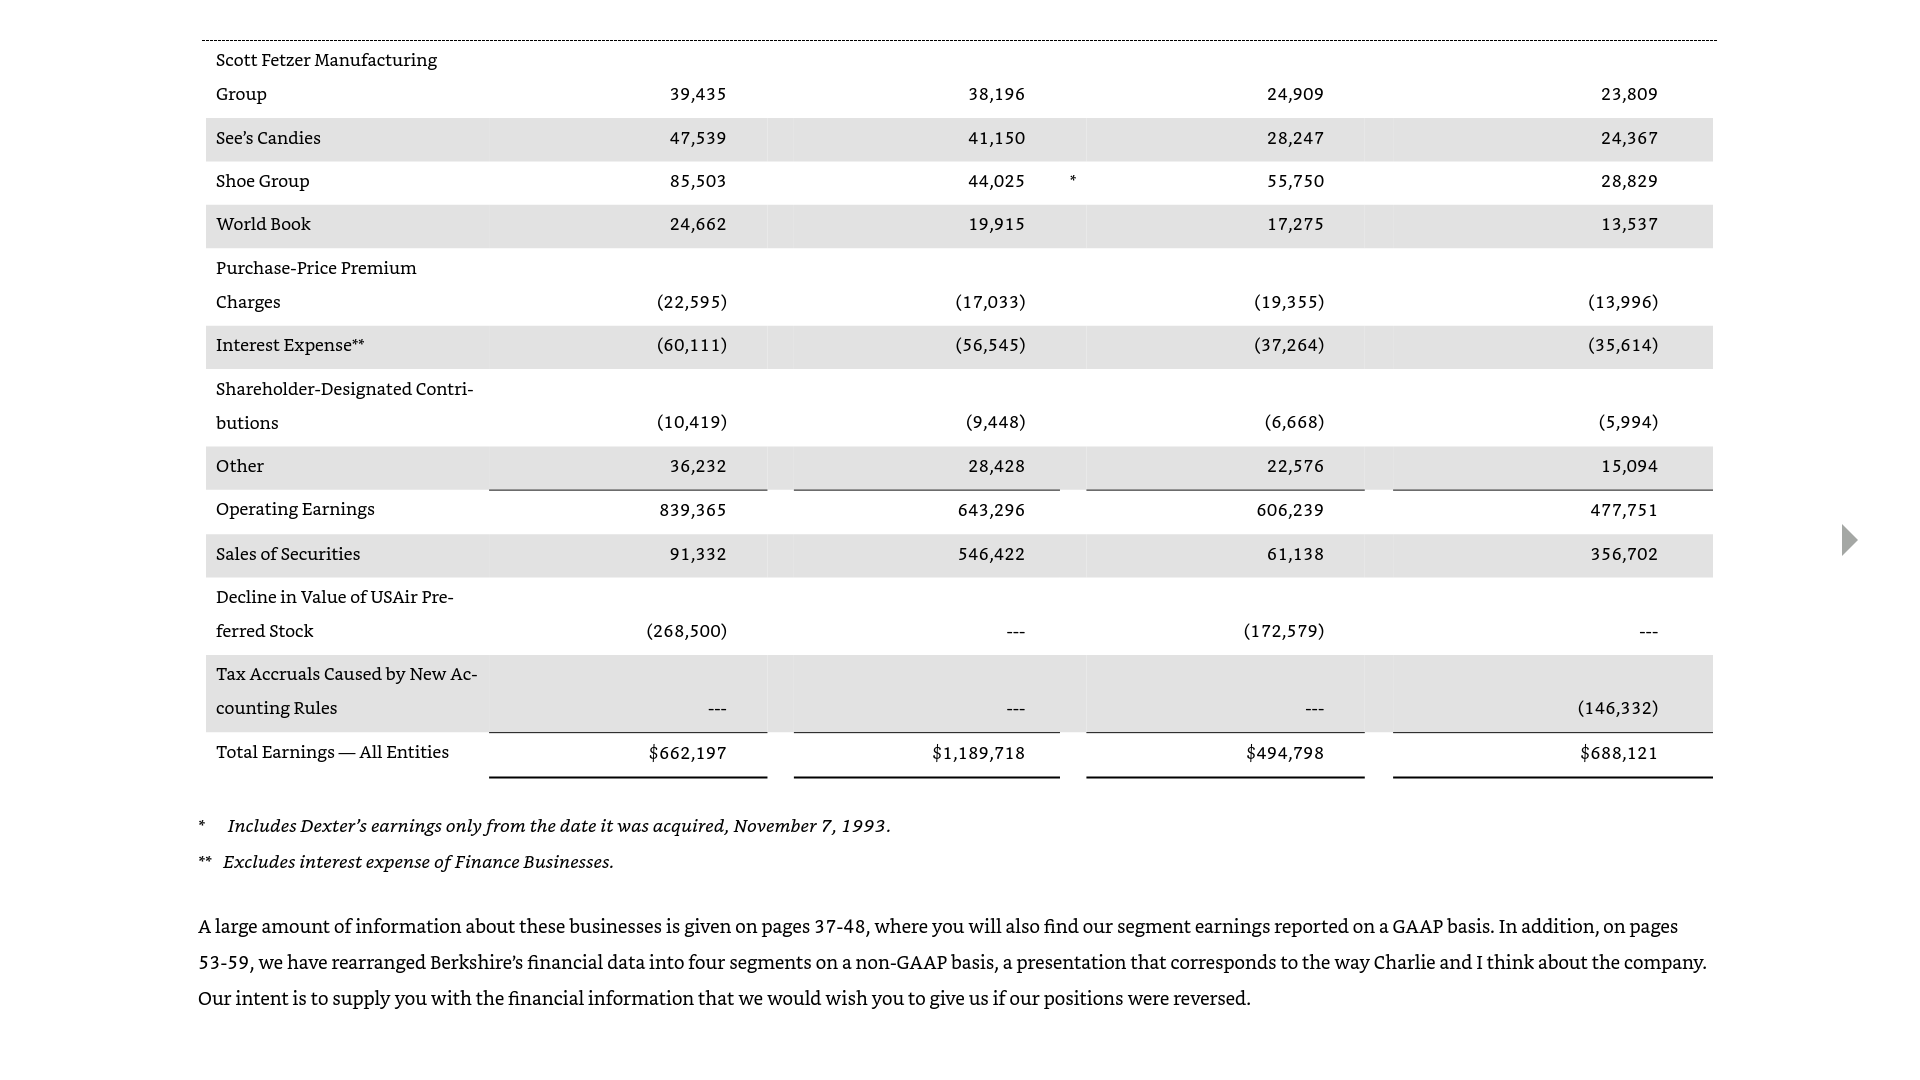 Scott Fetzer Manufacturing
Group 39,435 38,196 24,909 23,809
See’s Candies 47,539 41,150 28,247 24,367
Shoe Group 85,503 44,025 * 55,750 28,829
World Book 24,662 19,915 17,275 13,537
Purchase-Price Premium
Charges (22,595) (17,033) (19,355) (13,996)
Interest Expense** (60,111) (56,545) (37,264) (35,614)
Shareholder-Designated Contri-
butions (10,419) (9,448) (6,668) (5,994)
Other 36,232 28,428 22,576 15,094
Operating Earnings 839,365 643,296 606,239 477,751
Sales of Securities 91,332 546,422 61,138 356,702
Decline in Value of USAir Pre-
ferred Stock (268,500) --- (172,579) ---
Tax Accruals Caused by New Ac-
counting Rules --- --- --- (146,332)
Total Earnings — All Entities $662,197 $1,189,718 $494,798 $688,121
* Includes Dexter’s earnings only from the date it was acquired, November 7, 1993.
** Excludes interest expense of Finance Businesses.
A large amount of information about these businesses is given on pages 37-48, where you will also find our segment earnings reported on a GAAP basis. In addition, on pages
53-59, we have rearranged Berkshire’s financial data into four segments on a non-GAAP basis, a presentation that corresponds to the way Charlie and I think about the company.
Our intent is to supply you with the financial information that we would wish you to give us if our positions were reversed.